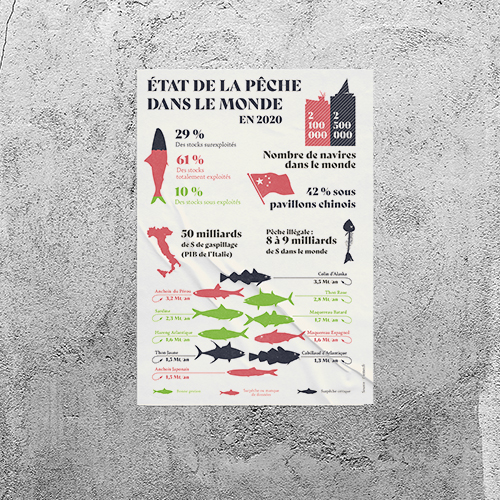 ÉTAT DE LA PÊCHE
DANS LE MONDE
EN 2020
29 %
Des stocks surexploités
61 %
Des stocks
totalement exploités
10 %
Des stocks sous exploités
2
100
000
2
500
000
Nombre de navires
dans le monde
42 % sous
pavillons chinois
50 milliards
de $ de gaspillage
(PIB de l'Italie)
Pêche illégale :
8 à 9 milliards
de $ dans le monde
Colin d'Alaska
3,5 Mt/an
Anchois du Pérou
3,2 Mt/an
Thon Rose
2,8 Mt/an
Sardine
2,3 Mt/an
Maquereau Batard
1,7 Mt/an
Hareng Atlantique
1,6 Mt/an
Maquereau Espagnol
1,6 Mt/an
Thon Jaune
1,5 Mt/an
Cabillaud d'Atlantique
1,3 Mt/an
Anchois Japonais
1,3 Mt/an